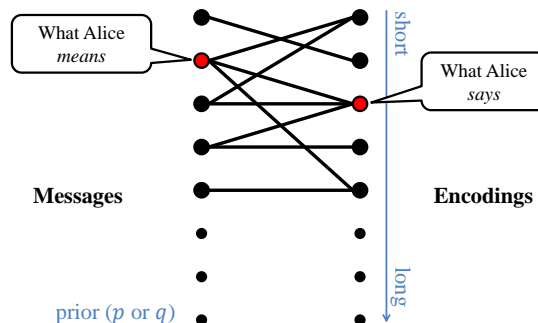 What Alice
means
short
What Alice
says
Messages
Encodings
long
prior (p or q)